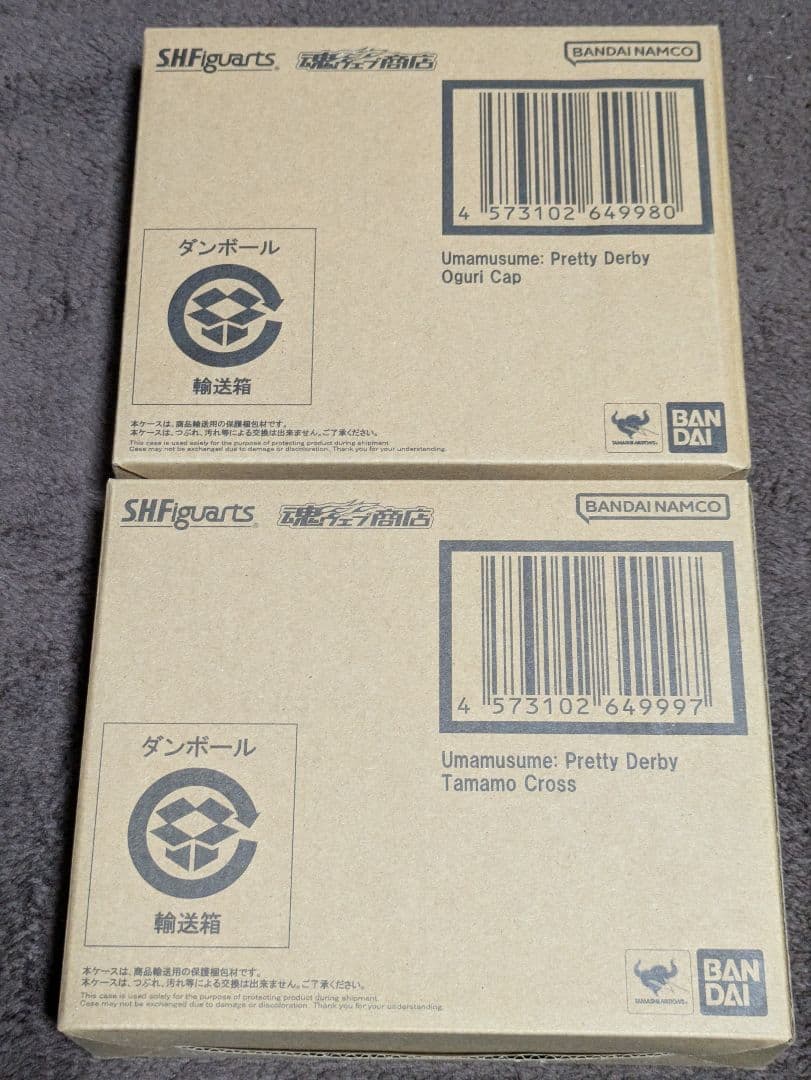 S.H.Figuarts
魂ウェブ商店
BANDAI NAMCO
4 573102 649980
Umamusume: Pretty Derby
Oguri Cap
ダンボール
輸送箱
本ケースは、商品輸送用の保護梱包材です。
本ケースは、つぶれ、汚れ等による交換は出来ません。ご了承ください。
This case is used solely for the purpose of protecting product during shipment.
Case may not be exchanged due to damage or discoloration. Thank you for your understanding.
TAMASHII NATIONS
BAN
DAI
S.H.Figuarts
魂ウェブ商店
BANDAI NAMCO
4 573102 649997
Umamusume: Pretty Derby
Tamamo Cross
ダンボール
輸送箱
本ケースは、商品輸送用の保護梱包材です。
本ケースは、つぶれ、汚れ等による交換は出来ません。ご了承ください。
This case is used solely for the purpose of protecting product during shipment.
Case may not be exchanged due to damage or discoloration. Thank you for your understanding.
TAMASHII NATIONS
BAN
DAI